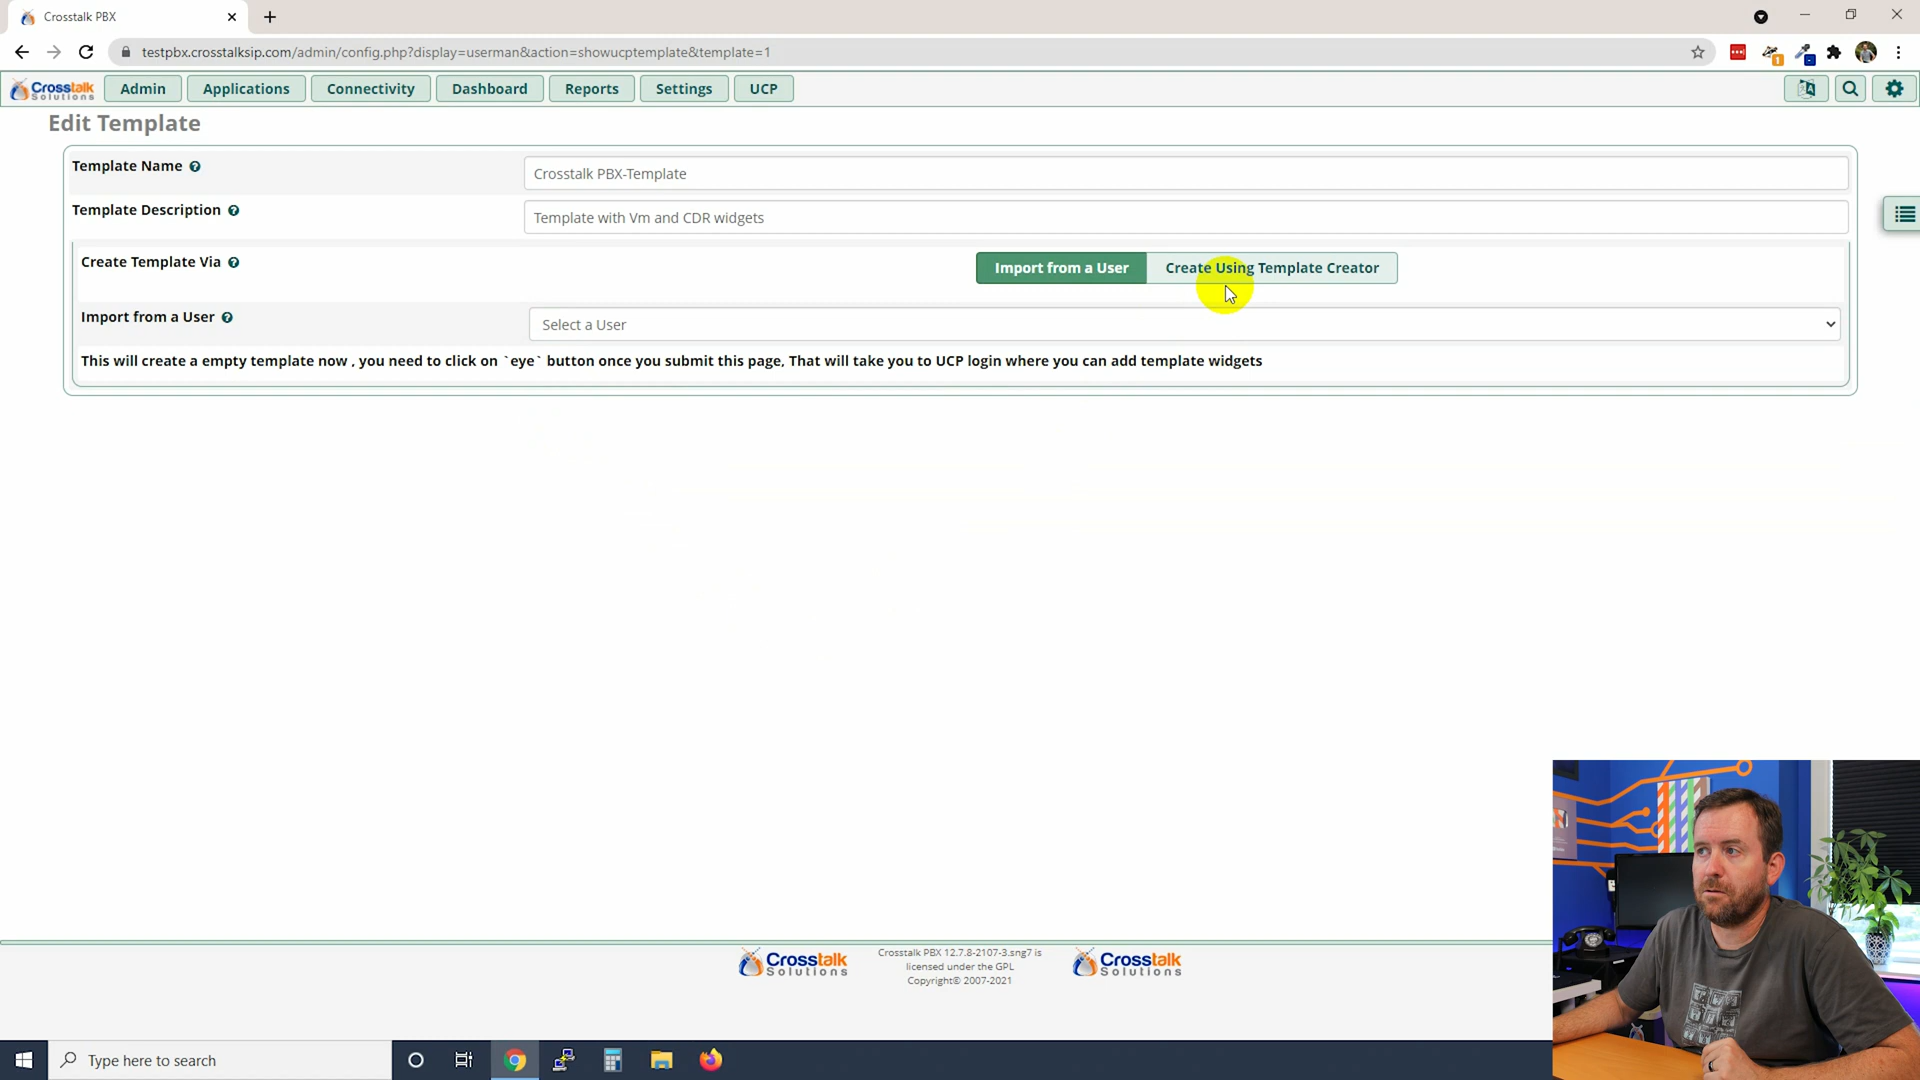 Crosstalk PBX
testpbx.crosstalksip.com/admin/config.php?display=userman&action=showucptemplate&template=1
Crosstalk Solutions
Admin
Applications
Connectivity
Dashboard
Reports
Settings
UCP
Edit Template
Template Name
Crosstalk PBX-Template
Template Description
Template with Vm and CDR widgets
Create Template Via
Import from a User
Create Using Template Creator
Import from a User
Select a User
This will create a empty template now , you need to click on `eye` button once you submit this page, That will take you to UCP login where you can add template widgets
Crosstalk Solutions
Crosstalk PBX 12.7.8-2107-3.sng7 is
licensed under the GPL
Copyright© 2007-2021
Crosstalk Solutions
Type here to search